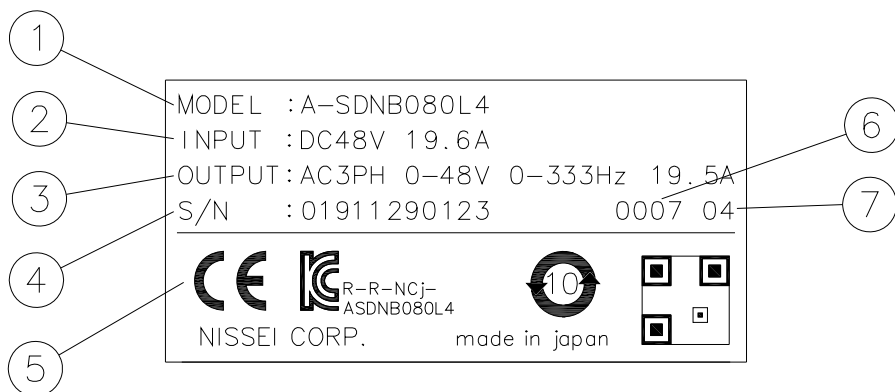 1
2
3
4
5
6
7
MODEL :A-SDNB080L4
INPUT :DC48V 19.6A
OUTPUT:AC3PH 0-48V 0-333Hz 19.5A
S/N :01911290123 0007 04
CE KC R-R-NCj-
ASDNB080L4
10
NISSEI CORP. made in japan